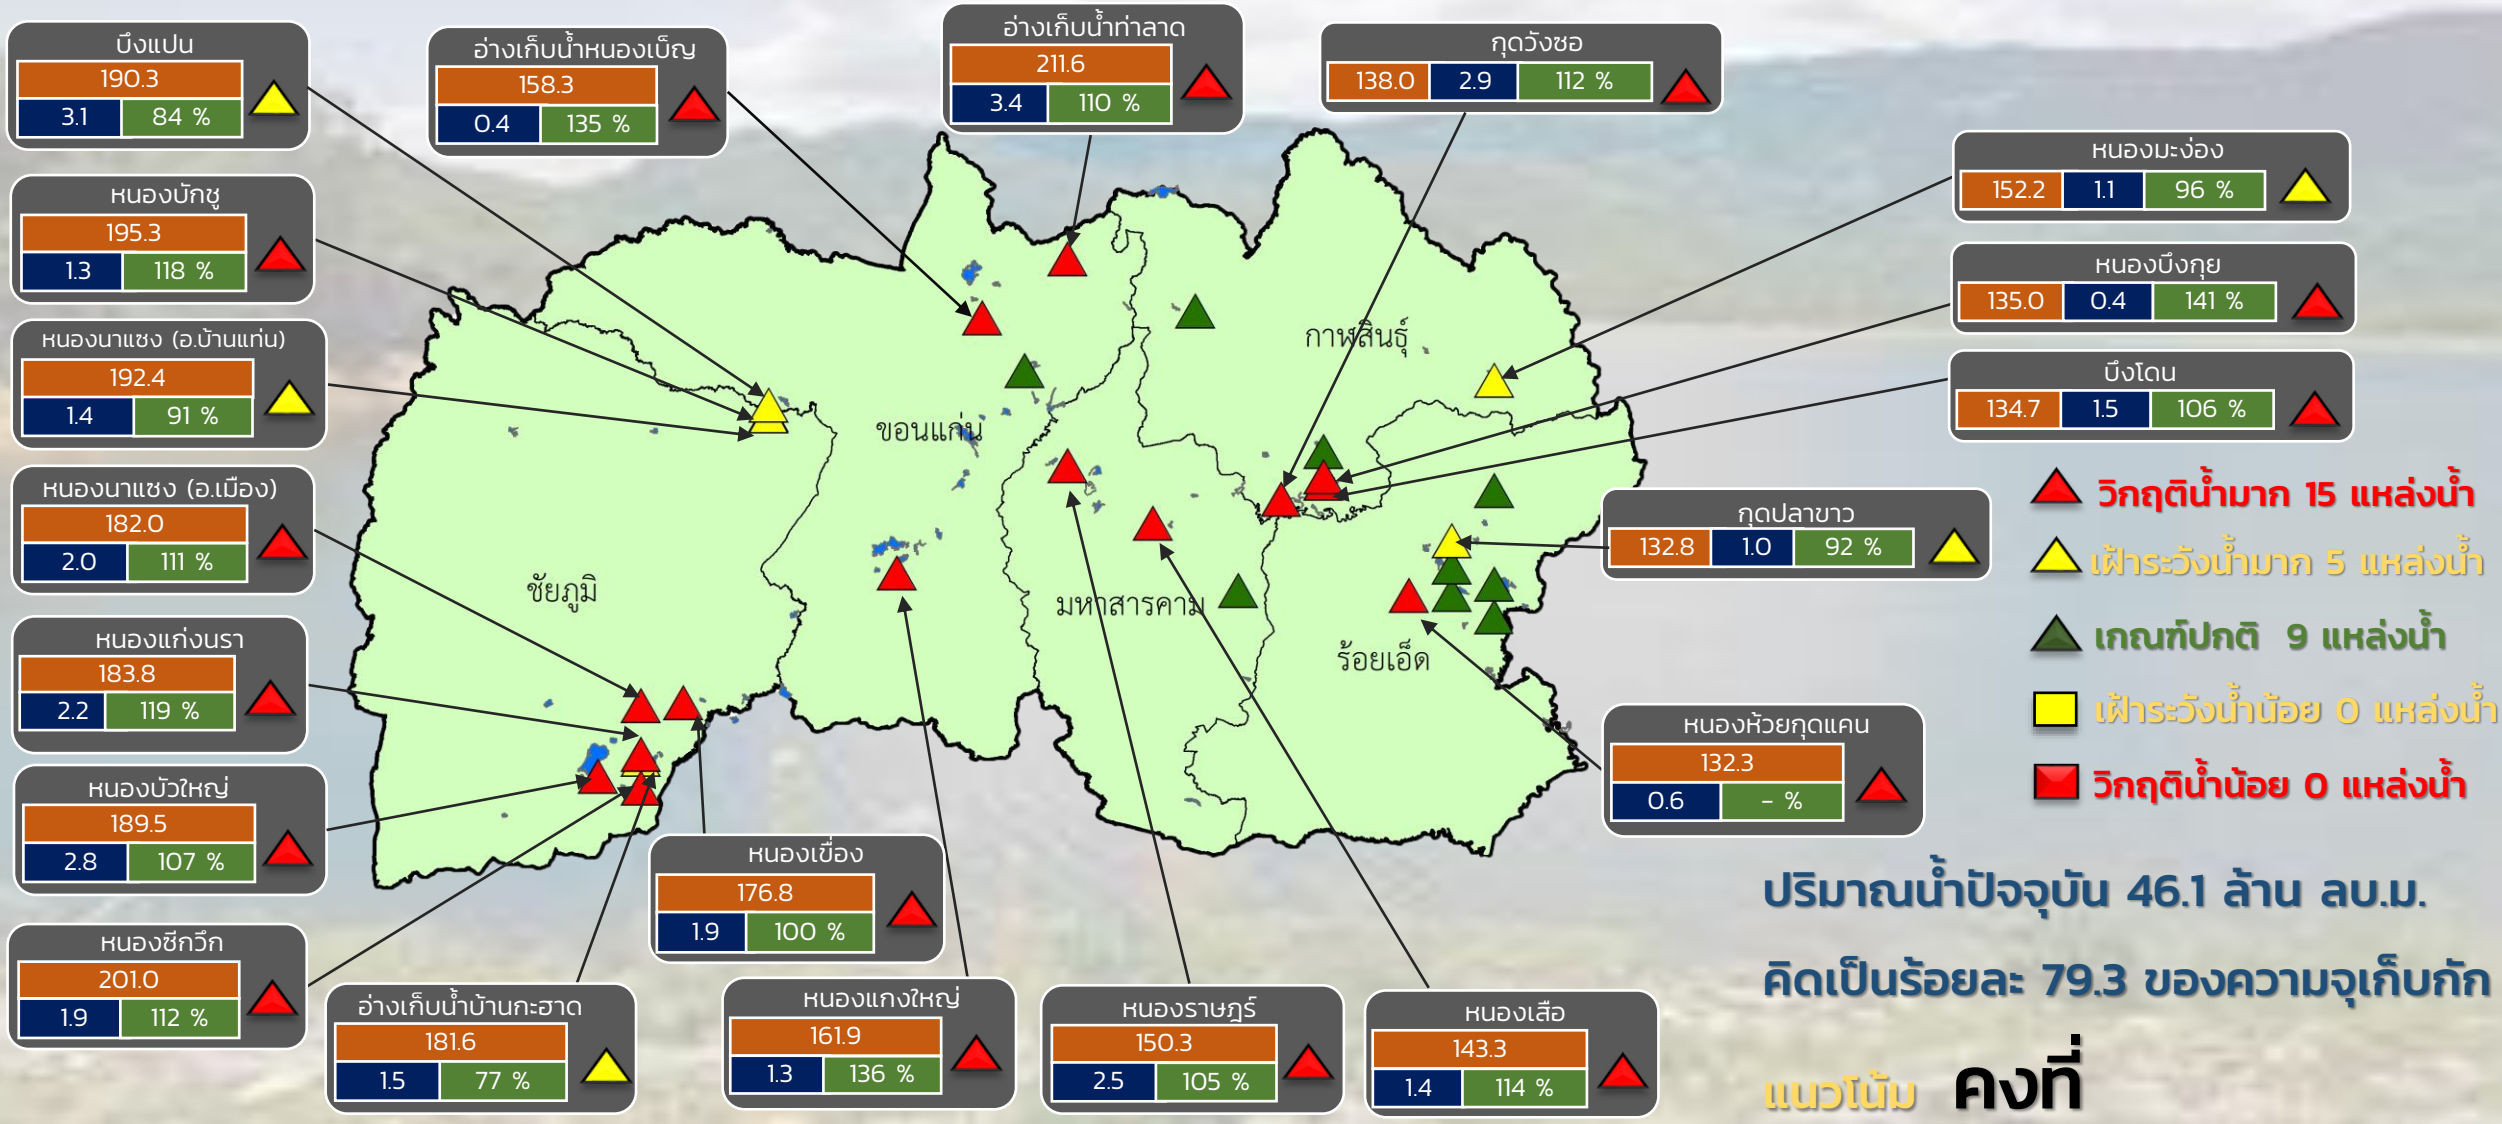 บึงแปน
190.3
3.1 84 %
อ่างเก็บน้ำหนองเบ็ญ
158.3
0.4 135 %
อ่างเก็บน้ำท่าลาด
211.6
3.4 110 %
กุดวังซอ
138.0 2.9 112 %
หนองบักชู
195.3
1.3 118 %
หนองมะง่อง
152.2 1.1 96 %
หนองบึงกุย
135.0 0.4 141 %
หนองนาแซง (อ.บ้านแท่น)
192.4
1.4 91 %
บึงโดน
134.7 1.5 106 %
กาฬสินธุ์
ขอนแก่น
ชัยภูมิ
มหาสารคาม
ร้อยเอ็ด
หนองนาแซง (อ.เมือง)
182.0
2.0 111 %
กุดปลาขาว
132.8 1.0 92 %
วิกฤติน้ำมาก 15 แหล่งน้ำ
เฝ้าระวังน้ำมาก 5 แหล่งน้ำ
เกณฑ์ปกติ 9 แหล่งน้ำ
เฝ้าระวังน้ำน้อย 0 แหล่งน้ำ
วิกฤติน้ำน้อย 0 แหล่งน้ำ
หนองแก่งนรา
183.8
2.2 119 %
หนองห้วยกุดแคน
132.3
0.6 - %
หนองบัวใหญ่
189.5
2.8 107 %
หนองเขื่อง
176.8
1.9 100 %
หนองซีกวึก
201.0
1.9 112 %
อ่างเก็บน้ำบ้านกะฮาด
181.6
1.5 77 %
หนองแกงใหญ่
161.9
1.3 136 %
หนองราษฎร์
150.3
2.5 105 %
หนองเสือ
143.3
1.4 114 %
ปริมาณน้ำปัจจุบัน 46.1 ล้าน ลบ.ม.
คิดเป็นร้อยละ 79.3 ของความจุเก็บกัก
แนวโน้ม คงที่